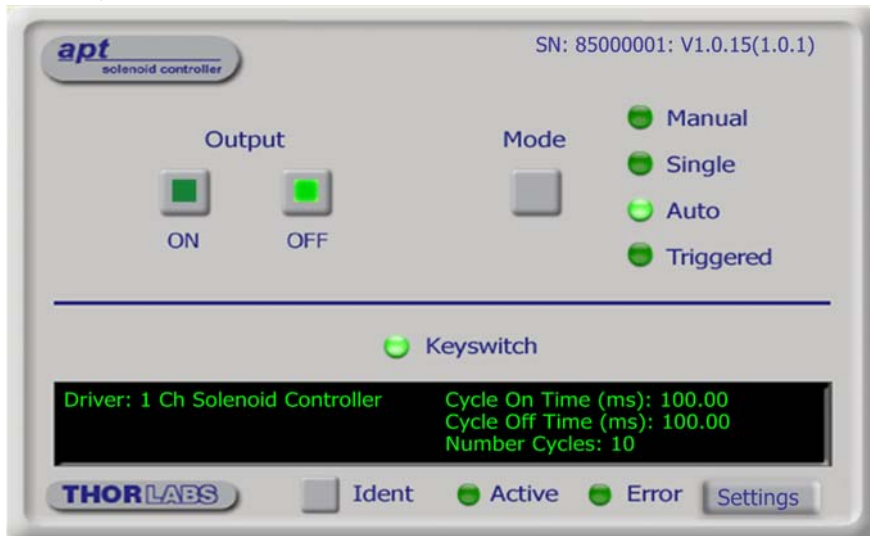 apt
solenoid controller
SN: 85000001: V1.0.15(1.0.1)
Output
ON
OFF
Mode
Manual
Single
Auto
Triggered
Keyswitch
Driver: 1 Ch Solenoid Controller
Cycle On Time (ms): 100.00
Cycle Off Time (ms): 100.00
Number Cycles: 10
THORLABS
Ident
Active
Error
Settings